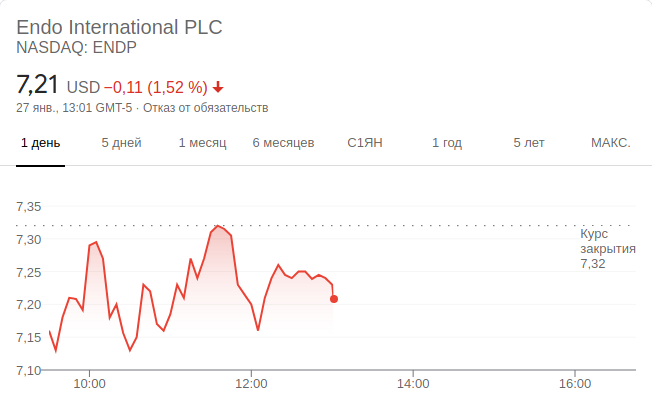 Endo International PLC
NASDAQ: ENDP
7,21 USD −0,11 (1,52 %)
27 янв., 13:01 GMT-5 · Отказ от обязательств
1 день 5 дней 1 месяц 6 месяцев С1ЯН 1 год 5 лет МАКС.
7,35
Курс
7,30
закрытия
7,32
7,25
7,20
7,15
7,10
10:00 12:00 14:00 16:00